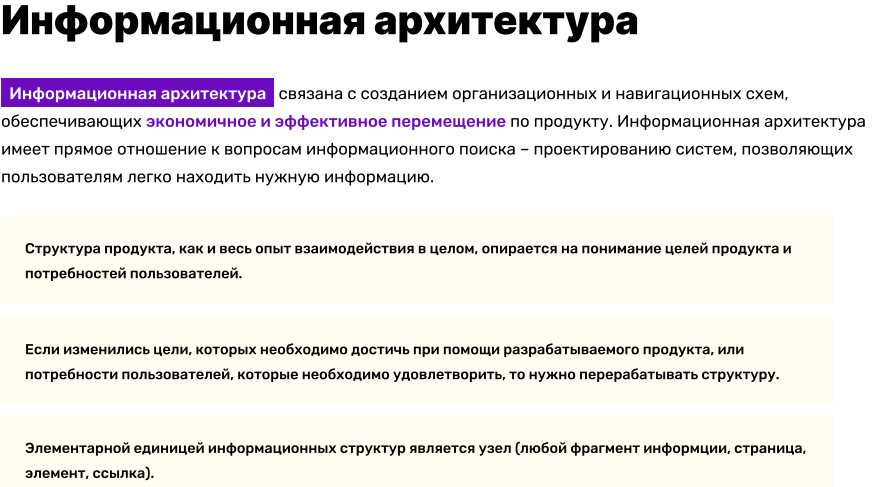 Информационная архитектура
Информационная архитектура связана с созданием организационных и навигационных схем,
обеспечивающих экономичное и эффективное перемещение по продукту. Информационная архитектура
имеет прямое отношение к вопросам информационного поиска – проектированию систем, позволяющих
пользователям легко находить нужную информацию.
Структура продукта, как и весь опыт взаимодействия в целом, опирается на понимание целей продукта и
потребностей пользователей.
Если изменились цели, которых необходимо достичь при помощи разрабатываемого продукта, или
потребности пользователей, которые необходимо удовлетворить, то нужно перерабатывать структуру.
Элементарной единицей информационных структур является узел (любой фрагмент информции, страница,
элемент, ссылка).